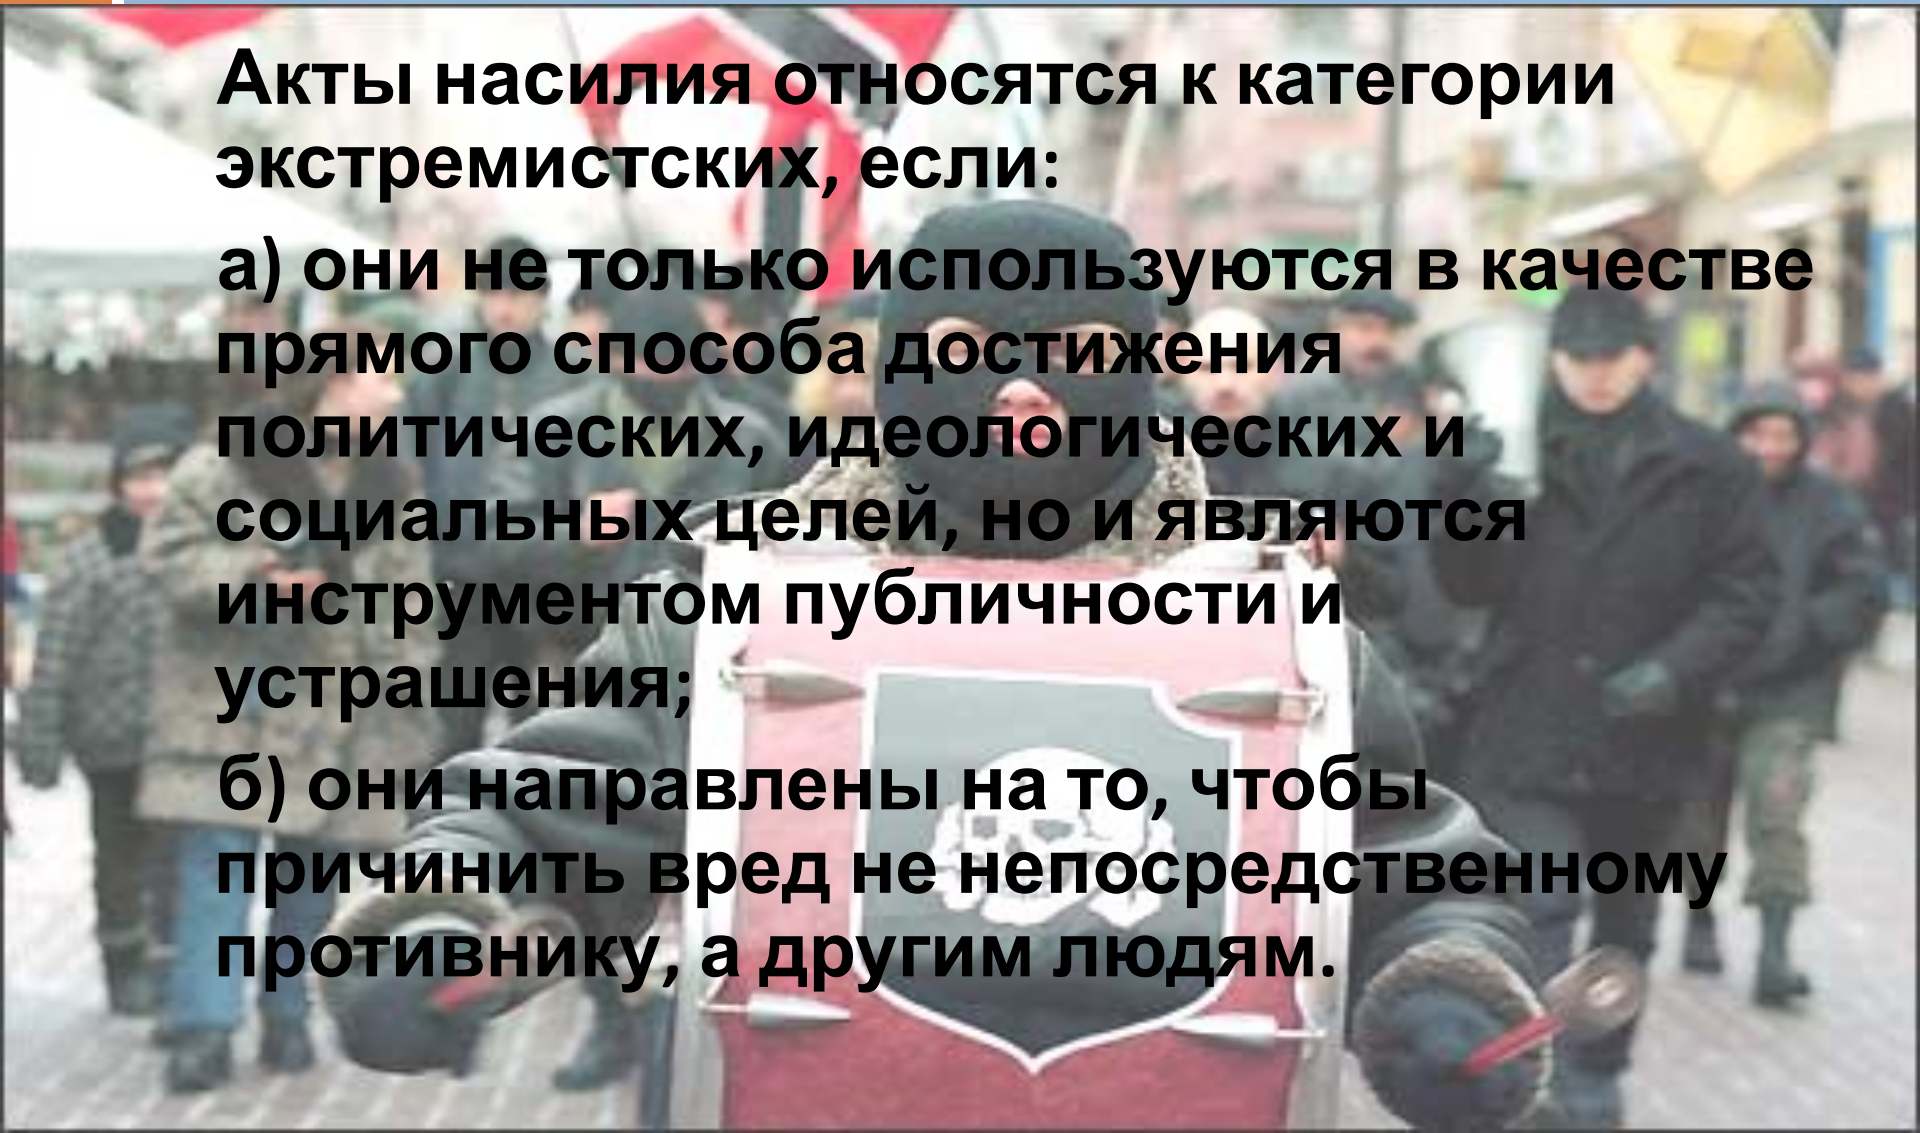 Акты насилия относятся к категории
экстремистских, если:
а) они не только используются в качестве
прямого способа достижения
политических, идеологических и
социальных целей, но и являются
инструментом публичности и
устрашения;
б) они направлены на то, чтобы
причинить вред не непосредственному
противнику, а другим людям.